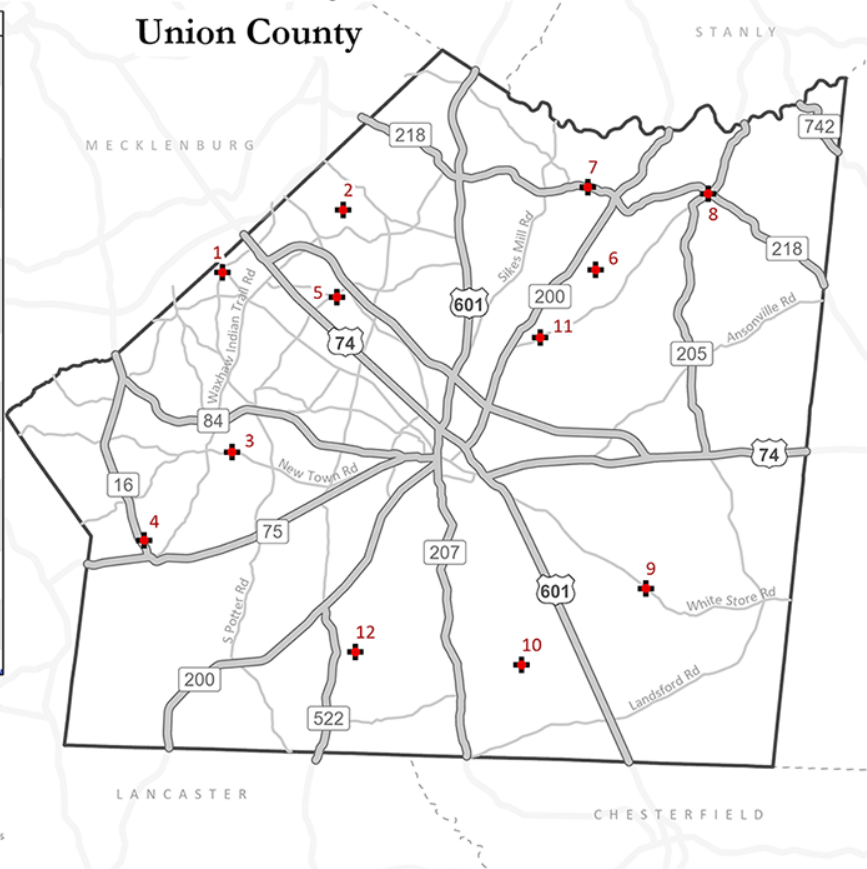 Union County
STANLY
MECKLENBURG
742
218
7
2
8
Sikes Mill Rd
218
1
6
Waxhaw Indian Trail Rd
5
200
601
Ansonville Rd
11
74
205
84
3
74
New Town Rd
16
4
75
207
9
601
White Store Rd
S Potter Rd
12
10
200
Landsford Rd
522
LANCASTER
CHESTERFIELD